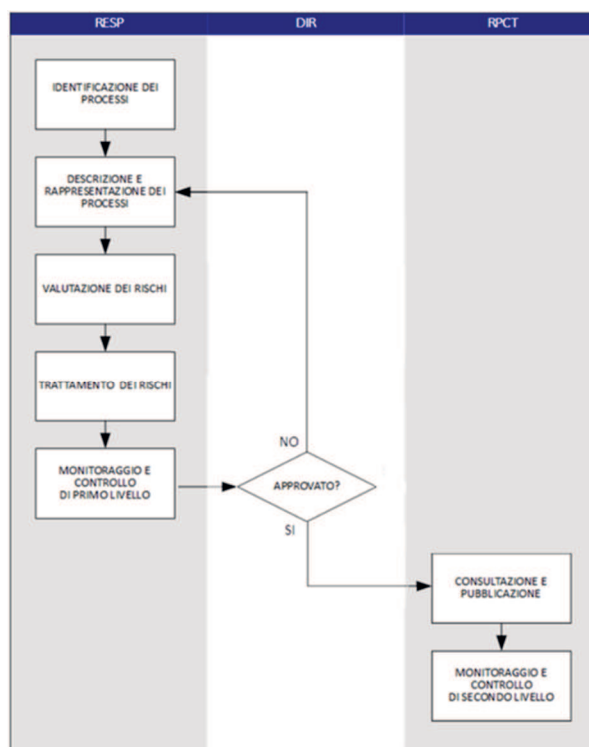 RESP
DIR
RPCT
IDENTIFICAZIONE DEI
PROCESSI
DESCRIZIONE E
RAPPRESENTAZIONE DEI
PROCESSI
VALUTAZIONE DEI RISCHI
TRATTAMENTO DEI RISCHI
MONITORAGGIO E
CONTROLLO
DI PRIMO LIVELLO
NO
APPROVATO?
SI
CONSULTAZIONE E
PUBBLICAZIONE
MONITORAGGIO E
CONTROLLO
DI SECONDO LIVELLO